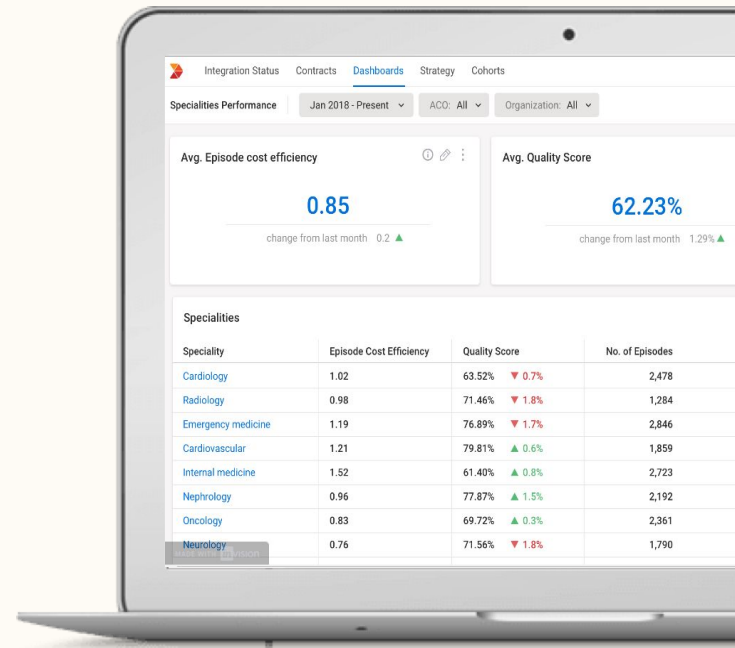 Integration Status Contracts Dashboards Strategy Cohorts
Specialities Performance Jan 2018 - Present ACO: All Organization: All
Avg. Episode cost efficiency Avg. Quality Score
0.85 62.23%
change from last month 0.2 ▲ change from last month 1.29% ▲
Specialities
Speciality Episode Cost Efficiency Quality Score No. of Episodes
Cardiology 1.02 63.52% ▼ 0.7% 2,478
Radiology 0.98 71.46% ▼ 1.8% 1,284
Emergency medicine 1.19 76.89% ▼ 1.7% 2,846
Cardiovascular 1.21 79.81% ▲ 0.6% 1,859
Internal medicine 1.52 61.40% ▲ 0.8% 2,723
Nephrology 0.96 77.87% ▲ 1.5% 2,192
Oncology 0.83 69.72% ▲ 0.3% 2,361
Neurology 0.76 71.56% ▼ 1.8% 1,790
MADE WITH InVISION